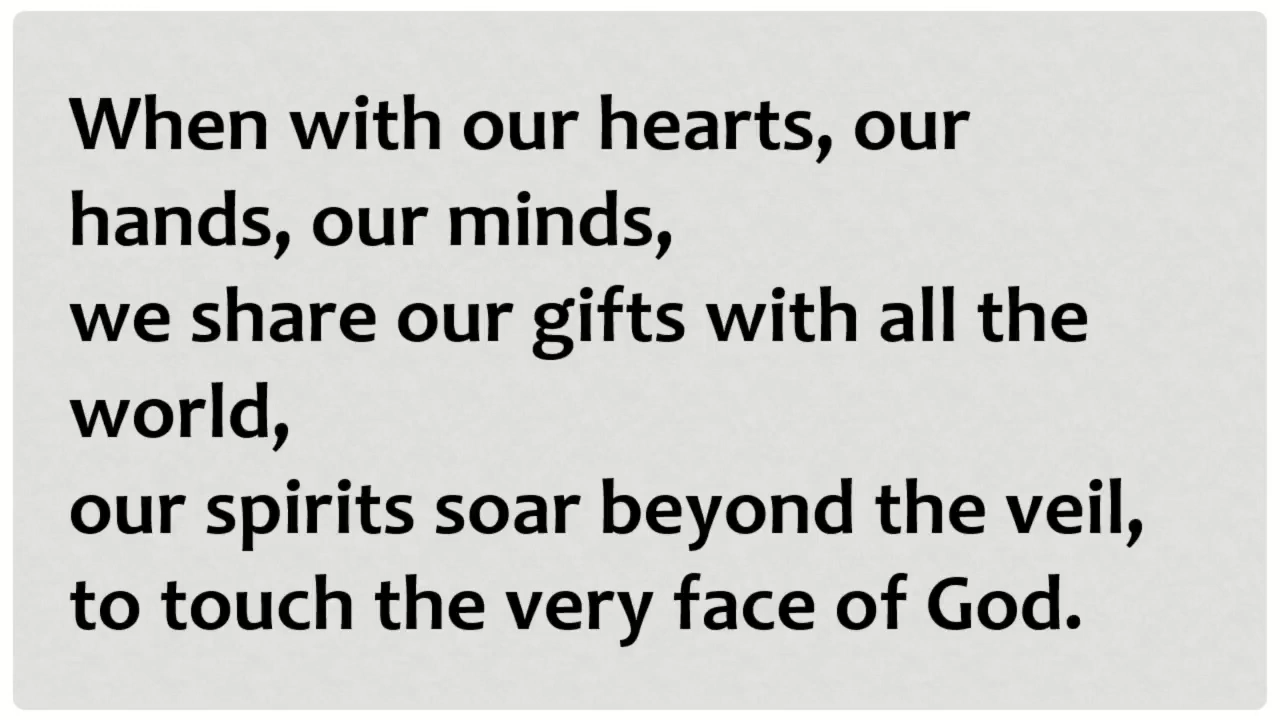 When with our hearts, our
hands, our minds,
we share our gifts with all the
world,
our spirits soar beyond the veil,
to touch the very face of God.